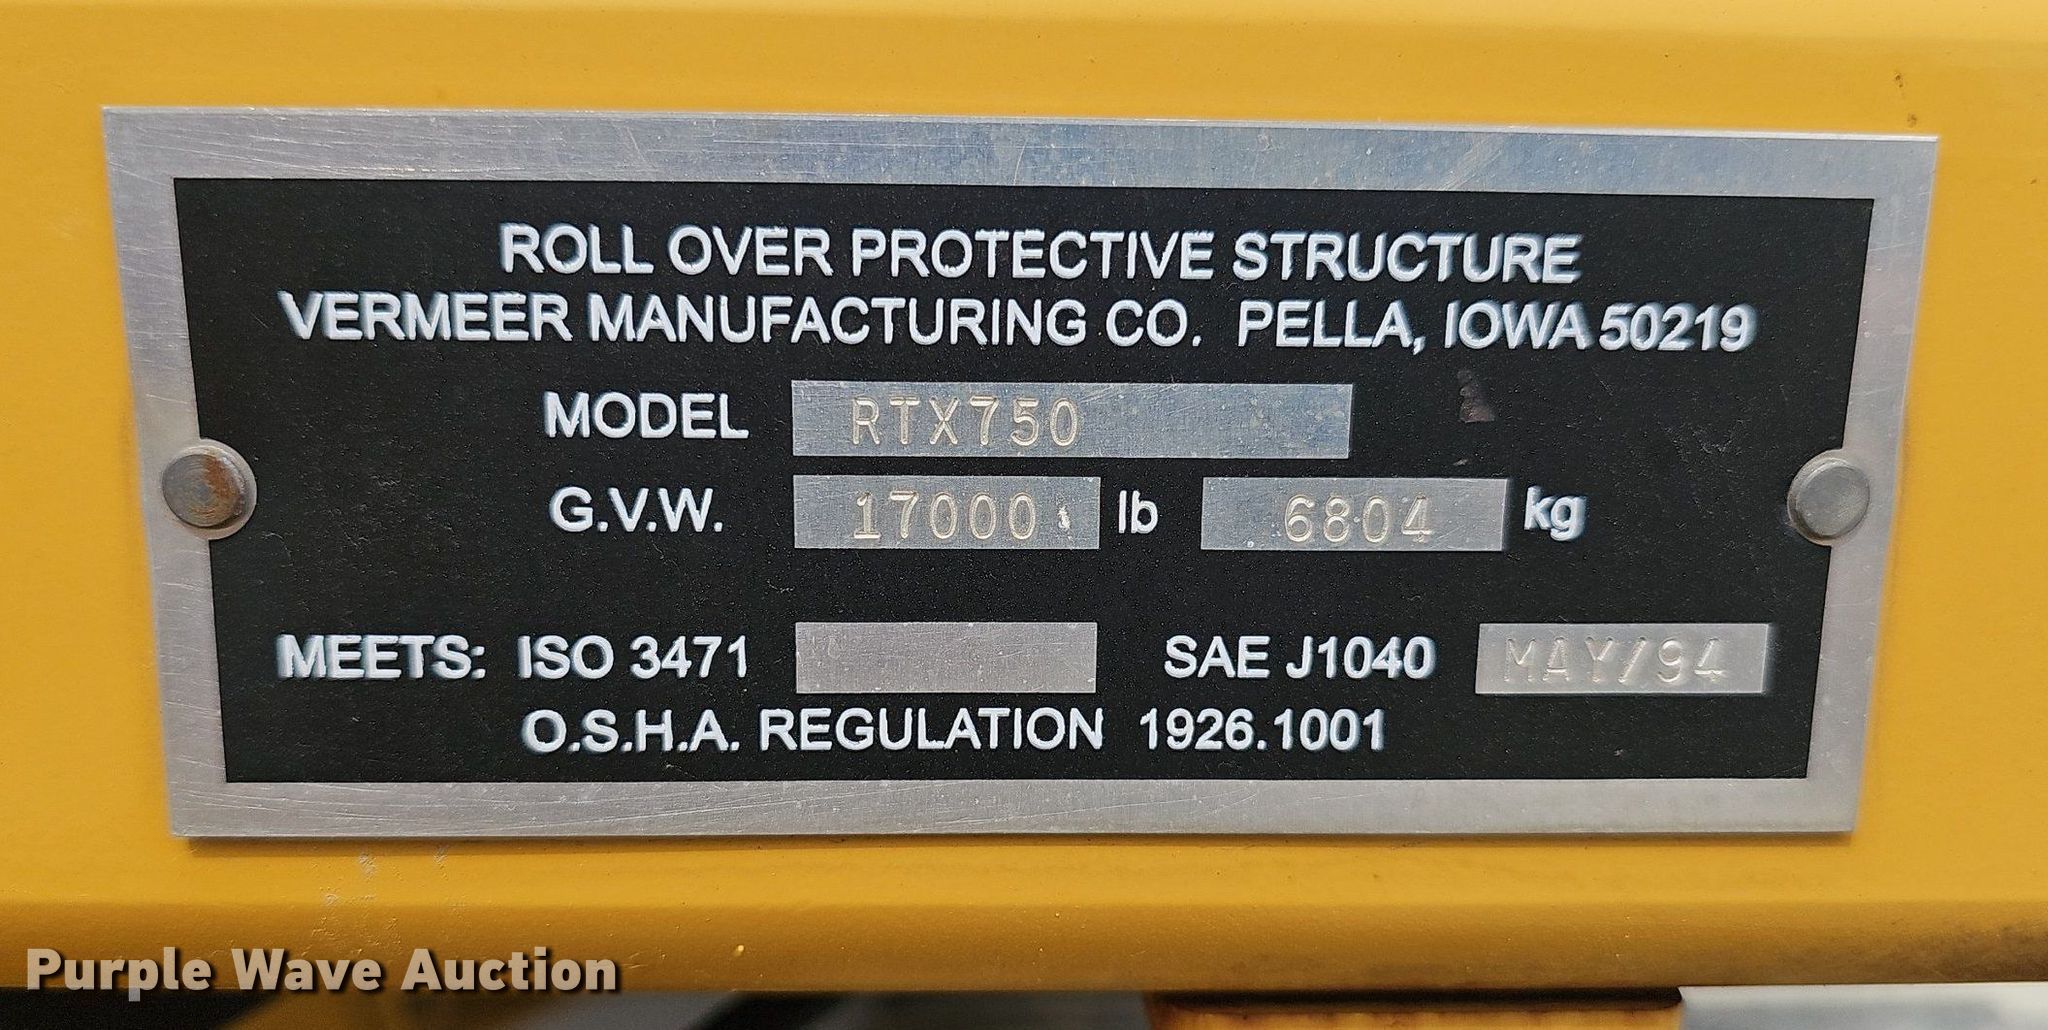 ROLL OVER PROTECTIVE STRUCTURE
VERMEER MANUFACTURING CO. PELLA, IOWA 50219
MODEL RTX750
G.V.W. 17000 lb 6804 kg
MEETS: ISO 3471 SAE J1040 MAY/94
O.S.H.A. REGULATION 1926.1001
Purple Wave Auction